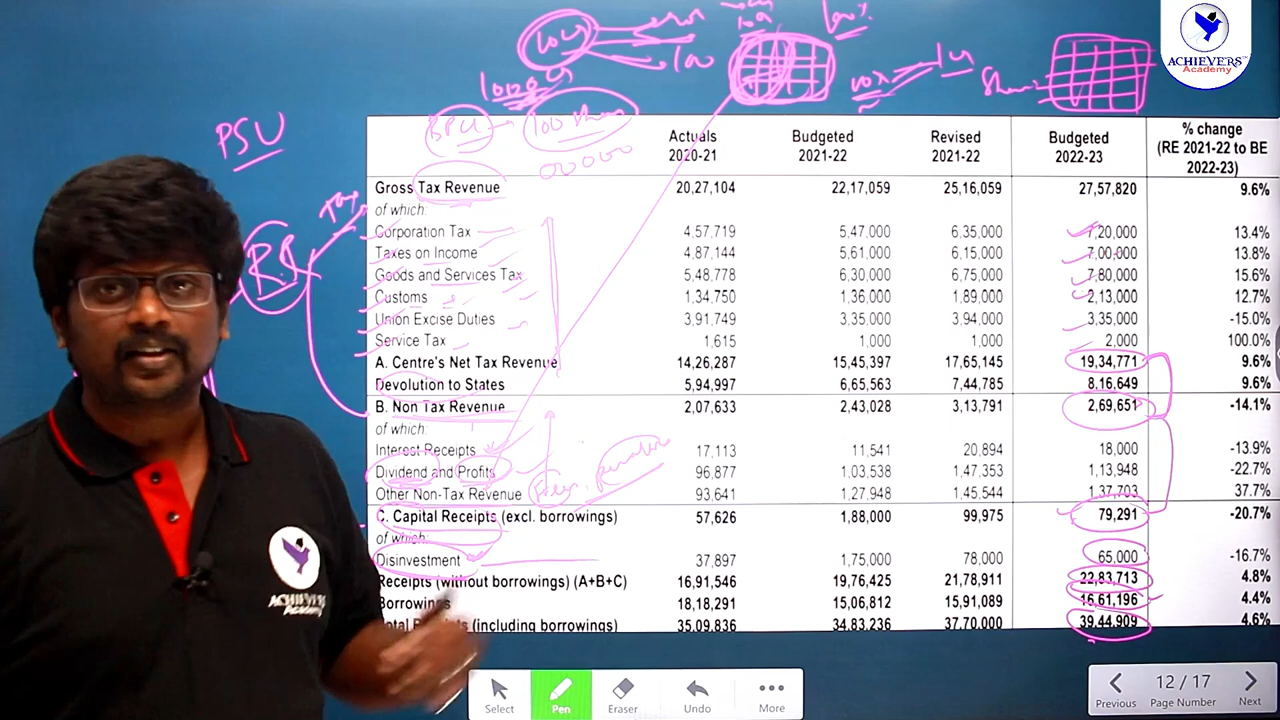 ACHIEVERS
Academy
PSU
BPCL → 100 Share
R.R
Tax
Actuals 2020-21 Budgeted 2021-22 Revised 2021-22 Budgeted 2022-23 % change (RE 2021-22 to BE 2022-23)
Gross Tax Revenue 20,27,104 22,17,059 25,16,059 27,57,820 9.6%
of which:
Corporation Tax 4,57,719 5,47,000 6,35,000 7,20,000 13.4%
Taxes on Income 4,87,144 5,61,000 6,15,000 7,00,000 13.8%
Goods and Services Tax 5,48,778 6,30,000 6,75,000 7,80,000 15.6%
Customs 1,34,750 1,36,000 1,89,000 2,13,000 12.7%
Union Excise Duties 3,91,749 3,35,000 3,94,000 3,35,000 -15.0%
Service Tax 1,615 1,000 1,000 2,000 100.0%
A. Centre's Net Tax Revenue 14,26,287 15,45,397 17,65,145 19,34,771 9.6%
Devolution to States 5,94,997 6,65,563 7,44,785 8,16,649 9.6%
B. Non Tax Revenue 2,07,633 2,43,028 3,13,791 2,69,651 -14.1%
of which:
Interest Receipts 17,113 11,541 20,894 18,000 -13.9%
Dividend and Profits 96,877 1,03,538 1,47,353 1,13,948 -22.7%
Other Non-Tax Revenue 93,641 1,27,948 1,45,544 1,37,703 37.7%
C. Capital Receipts (excl. borrowings) 57,626 1,88,000 99,975 79,291 -20.7%
of which:
Disinvestment 37,897 1,75,000 78,000 65,000 -16.7%
Receipts (without borrowings) (A+B+C) 16,91,546 19,76,425 21,78,911 22,83,713 4.8%
Borrowings 18,18,291 15,06,812 15,91,089 16,61,196 4.4%
(including borrowings) 35,09,836 34,83,236 37,70,000 39,44,909 4.6%
ACHIEVERS
Academy
Select Pen Eraser Undo More
Previous 12 / 17 Page Number Next